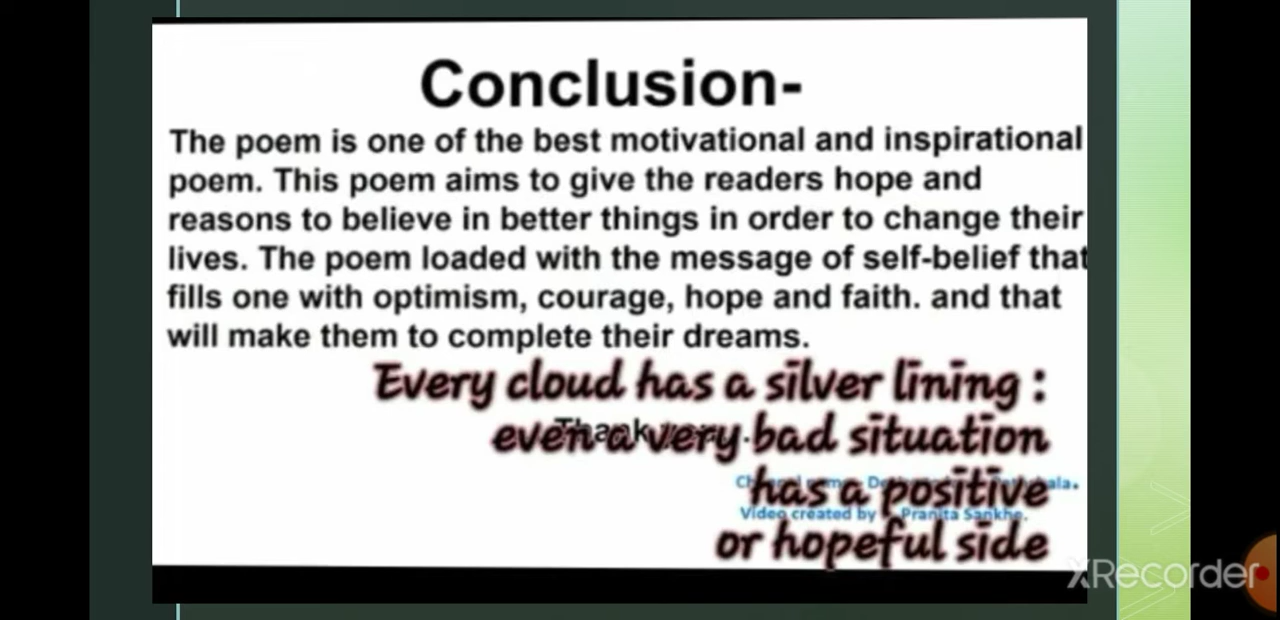 Conclusion-
The poem is one of the best motivational and inspirational
poem. This poem aims to give the readers hope and
reasons to believe in better things in order to change their
lives. The poem loaded with the message of self-belief that
fills one with optimism, courage, hope and faith. and that
will make them to complete their dreams.
Every cloud has a silver lining :
even a very bad situation
Thank
has a positive
Video created by Pranita Sankhe.
or hopeful side
XRecorder